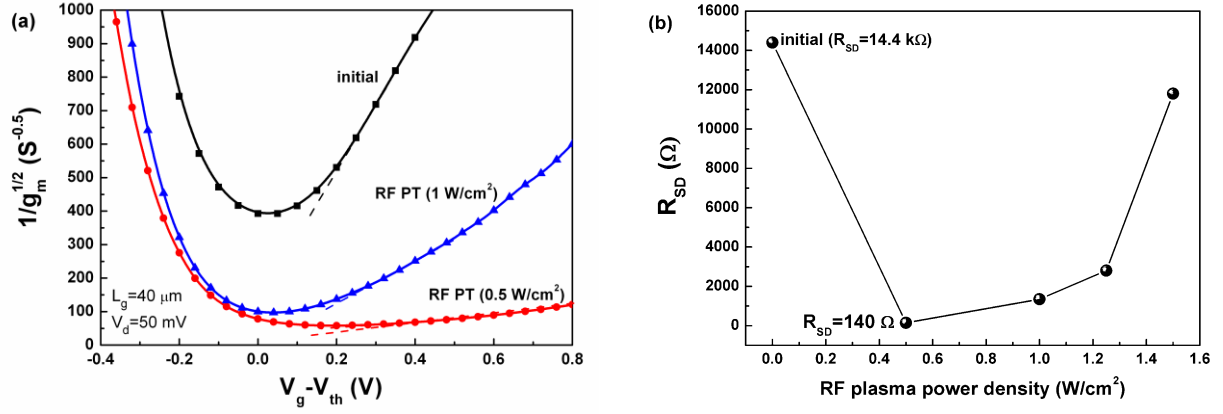 (a)
1000
900
800
700
600
500
400
300
200
100
0
1/g_m^1/2 (S^-0.5)
initial
RF PT (1 W/cm²)
RF PT (0.5 W/cm²)
L_g=40 μm
V_d=50 mV
-0.4 -0.2 0.0 0.2 0.4 0.6 0.8
V_g-V_th (V)
(b)
16000
14000
12000
10000
8000
6000
4000
2000
0
R_SD (Ω)
initial (R_SD=14.4 kΩ)
R_SD=140 Ω
0.0 0.2 0.4 0.6 0.8 1.0 1.2 1.4 1.6
RF plasma power density (W/cm²)